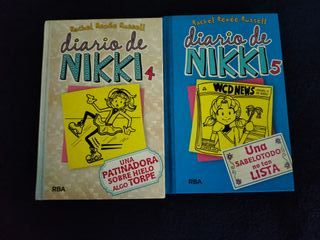 Rachel Renée Russell
diario de
NIKKI 4
UNA
PATINADORA
SOBRE HIELO
ALGO TORPE
RBA
Rachel Renée Russell
diario de
NIKKI 5
WCD NEWS
Una
SABELOTODO
no tan
LISTA
RBA